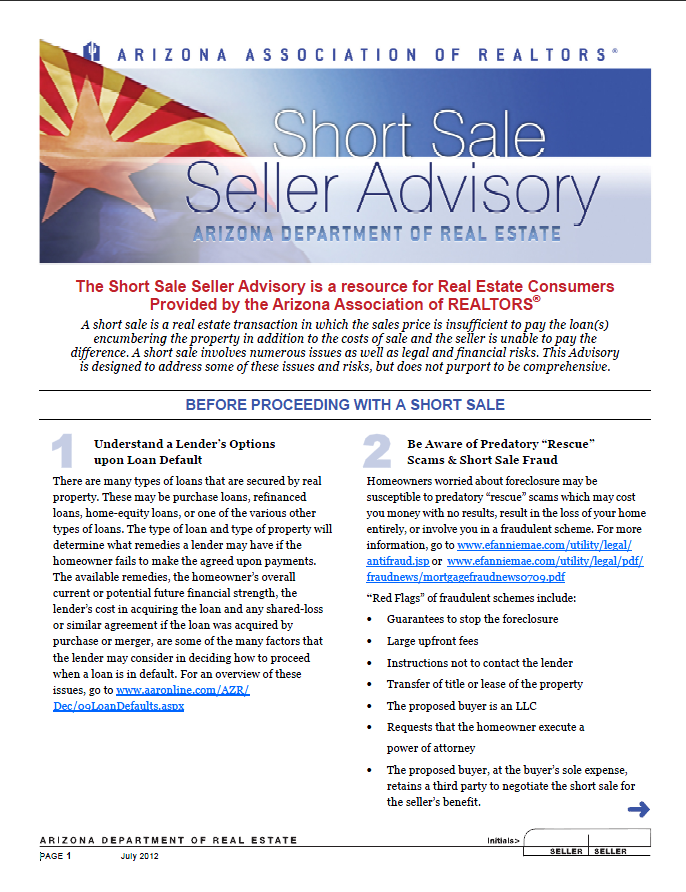 ARIZONA ASSOCIATION OF REALTORS®
Short Sale
Seller Advisory
ARIZONA DEPARTMENT OF REAL ESTATE
The Short Sale Seller Advisory is a resource for Real Estate Consumers
Provided by the Arizona Association of REALTORS®
A short sale is a real estate transaction in which the sales price is insufficient to pay the loan(s)
encumbering the property in addition to the costs of sale and the seller is unable to pay the
difference. A short sale involves numerous issues as well as legal and financial risks. This Advisory
is designed to address some of these issues and risks, but does not purport to be comprehensive.
BEFORE PROCEEDING WITH A SHORT SALE
1
Understand a Lender's Options
upon Loan Default
There are many types of loans that are secured by real
property. These may be purchase loans, refinanced
loans, home-equity loans, or one of the various other
types of loans. The type of loan and type of property will
determine what remedies a lender may have if the
homeowner fails to make the agreed upon payments.
The available remedies, the homeowner's overall
current or potential future financial strength, the
lender's cost in acquiring the loan and any shared-loss
or similar agreement if the loan was acquired by
purchase or merger, are some of the many factors that
the lender may consider in deciding how to proceed
when a loan is in default. For an overview of these
issues, go to www.aaronline.com/AZR/
Dec/09LoanDefaults.aspx
2
Be Aware of Predatory “Rescue”
Scams & Short Sale Fraud
Homeowners worried about foreclosure may be
susceptible to predatory “rescue” scams which may cost
you money with no results, result in the loss of your home
entirely, or involve you in a fraudulent scheme. For more
information, go to www.efanniemae.com/utility/legal/
antifraud.jsp or www.efanniemae.com/utility/legal/pdf/
fraudnews/mortgagefraudnews0709.pdf
“Red Flags” of fraudulent schemes include:
• Guarantees to stop the foreclosure
• Large upfront fees
• Instructions not to contact the lender
• Transfer of title or lease of the property
• The proposed buyer is an LLC
• Requests that the homeowner execute a
power of attorney
• The proposed buyer, at the buyer's sole expense,
retains a third party to negotiate the short sale for
the seller's benefit.
ARIZONA DEPARTMENT OF REAL ESTATE
PAGE 1 July 2012
Initials>
SELLER SELLER